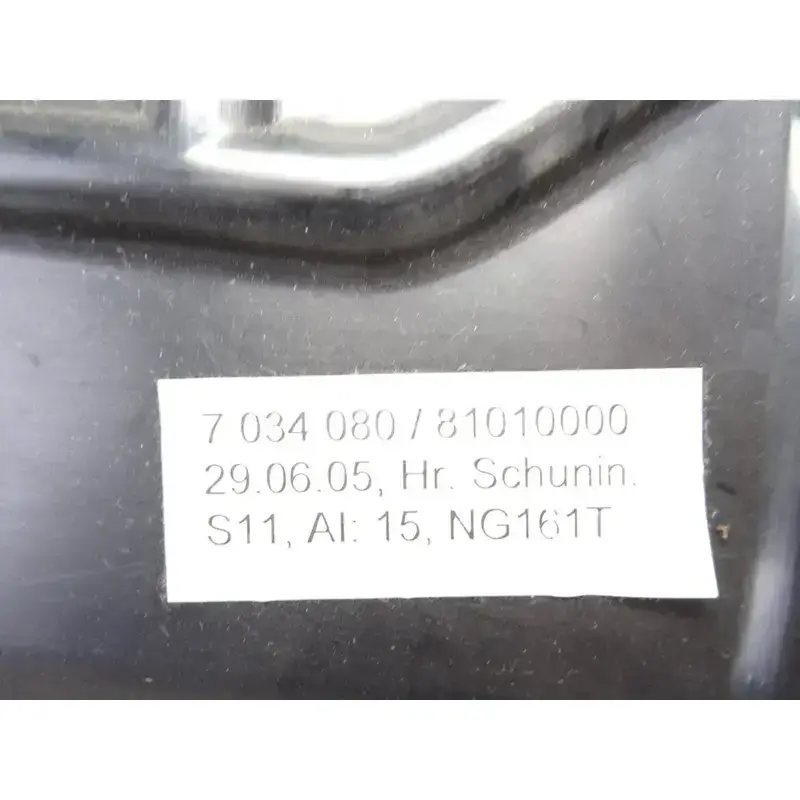 7 034 080 / 81010000
29.06.05, Hr. Schunin.
S11, AI: 15, NG161T